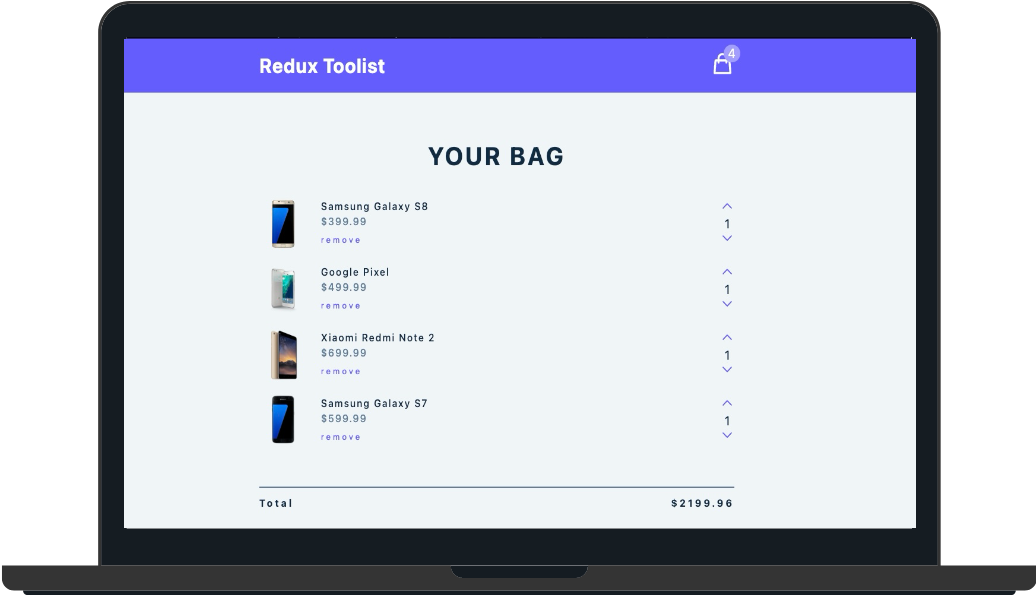 Redux Toolist
4
YOUR BAG
Samsung Galaxy S8
$399.99
remove
1
Google Pixel
$499.99
remove
1
Xiaomi Redmi Note 2
$699.99
remove
1
Samsung Galaxy S7
$599.99
remove
1
Total $2199.96